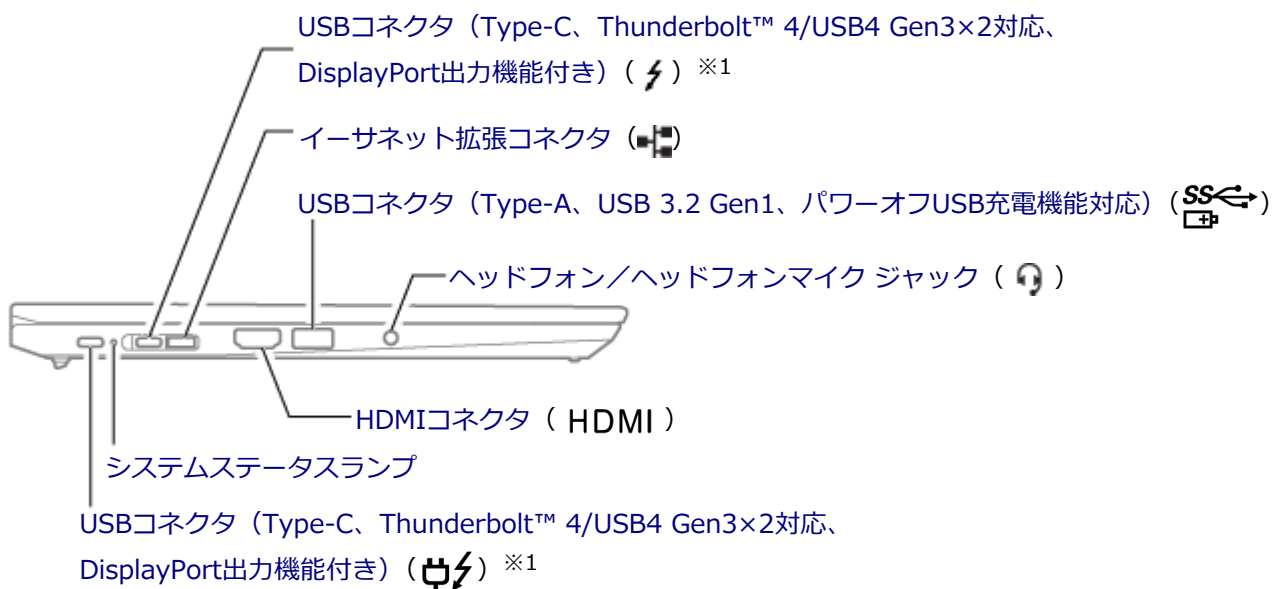 USBコネクタ（Type-C、Thunderbolt™ 4/USB4 Gen3×2対応、
DisplayPort出力機能付き）（ ）※1
イーサネット拡張コネクタ（ ）
USBコネクタ（Type-A、USB 3.2 Gen1、パワーオフUSB充電機能対応）（SS ）
ヘッドフォン／ヘッドフォンマイク ジャック（ ）
HDMIコネクタ（ HDMI ）
システムステータスランプ
USBコネクタ（Type-C、Thunderbolt™ 4/USB4 Gen3×2対応、
DisplayPort出力機能付き）（ ）※1